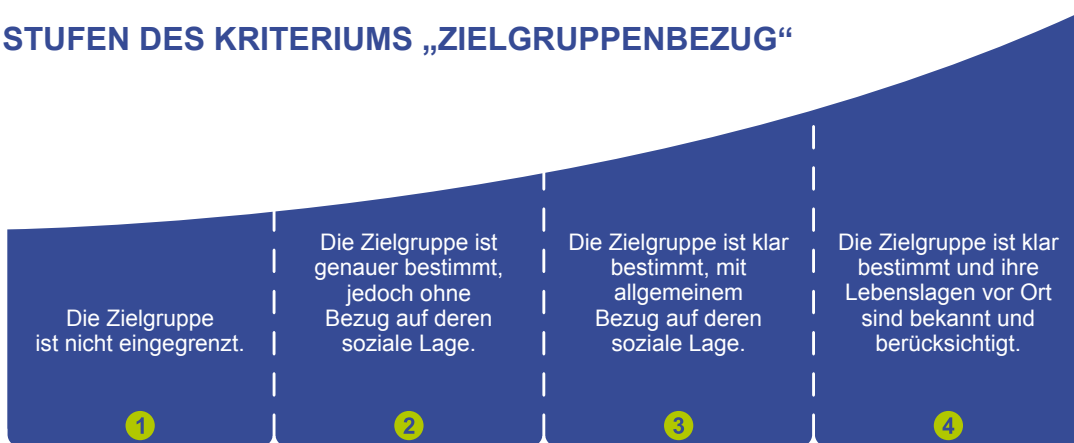 STUFEN DES KRITERIUMS „ZIELGRUPPENBEZUG“
Die Zielgruppe
ist nicht eingegrenzt.
1
Die Zielgruppe ist
genauer bestimmt,
jedoch ohne
Bezug auf deren
soziale Lage.
2
Die Zielgruppe ist klar
bestimmt, mit
allgemeinem
Bezug auf deren
soziale Lage.
3
Die Zielgruppe ist klar
bestimmt und ihre
Lebenslagen vor Ort
sind bekannt und
berücksichtigt.
4